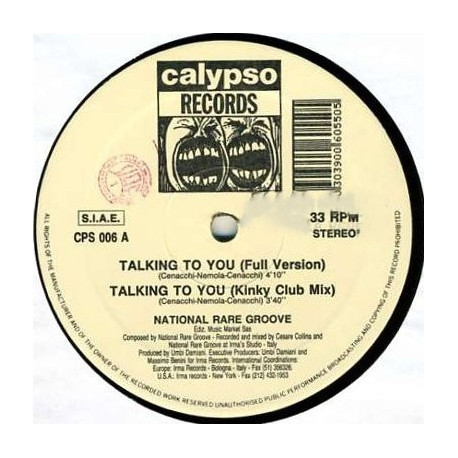 calypso
RECORDS
8303900605505
S.I.A.E.
CPS 006 A
33 RPM
STEREO
TALKING TO YOU (Full Version)
(Cenacchi-Nemola-Cenacchi) 4'10"
TALKING TO YOU (Kinky Club Mix)
(Cenacchi-Nemola-Cenacchi) 3'40"
NATIONAL RARE GROOVE
Ediz. Music Market Sas
Composed by National Rare Groove - Recorded and mixed by Cesare Collina and
National Rare Groove at Irma's Studio - Italy
Produced by Umbi Damiani. Executive Producers: Umbi Damiani and
Massimo Benini for Irma Records. International Coordinations:
Europe: Irma Records - Bologna - Italy - Fax (51) 366326.
U.S.A.: Irma records - New York - Fax (212) 432-1953
ALL RIGHTS OF THE MANUFACTURER AND OF THE OWNER OF THE RECORDED WORK RESERVED UNAUTHORISED PUBLIC PERFORMANCE BROADCASTING AND COPYING OF THIS RECORD PROHIBITED